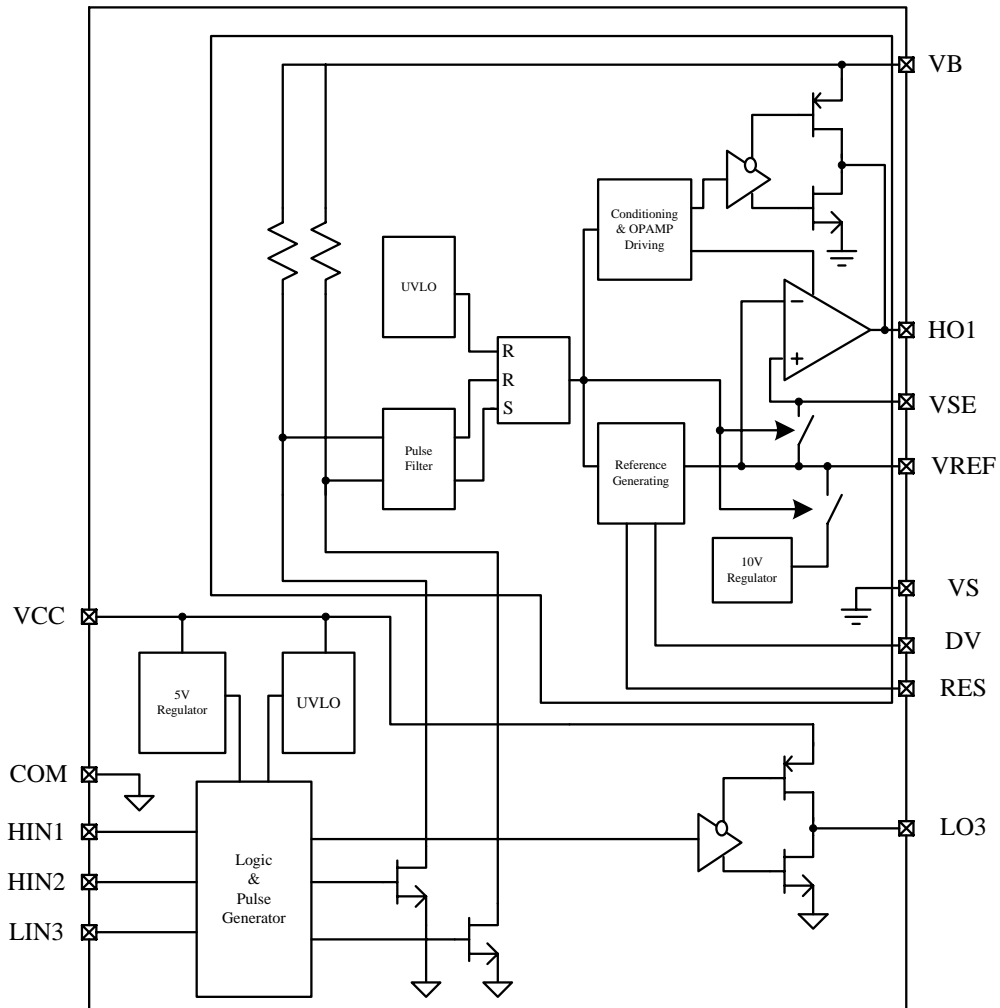 VB
Conditioning
& OPAMP
Driving
UVLO
−
HO1
R
+
R
VSE
S
Pulse
Filter
Reference
Generating
VREF
10V
Regulator
VS
VCC
DV
5V
Regulator
UVLO
RES
COM
HIN1
LO3
Logic
&
Pulse
Generator
HIN2
LIN3